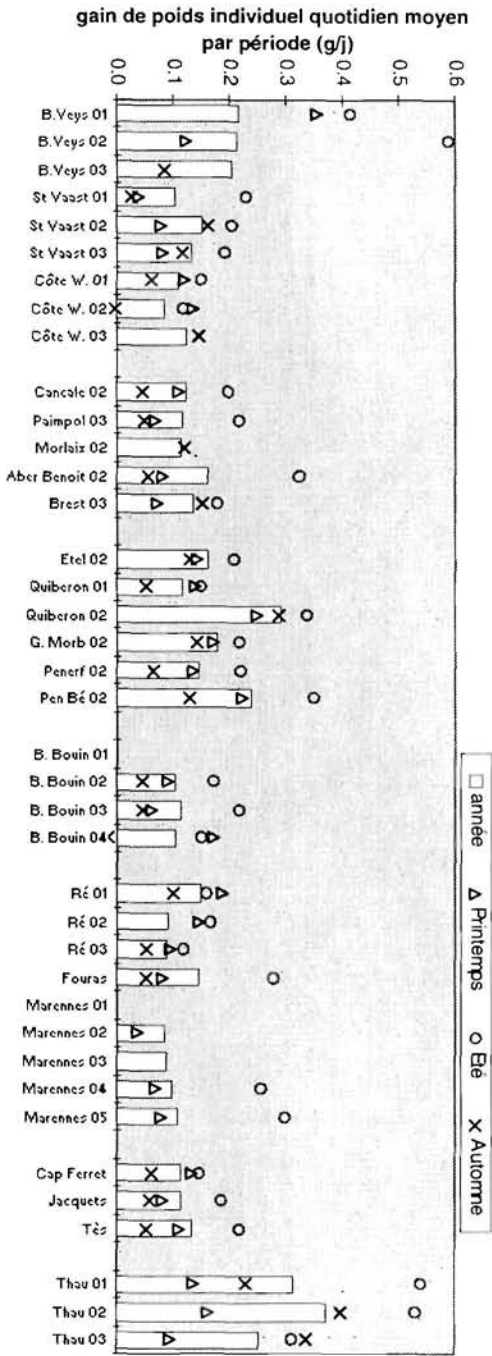 gain de poids individuel quotidien moyen
par période (g/j)
0.0 0.1 0.2 0.3 0.4 0.5 0.6
B.Veys 01
B.Veys 02
B.Veys 03
St Vaast 01
St Vaast 02
St Vaast 03
Côte W. 01
Côte W. 02
Côte W. 03
Cancale 02
Paimpol 03
Morlaix 02
Aber Benoit 02
Brest 03
Etel 02
Quiberon 01
Quiberon 02
G. Morb 02
Penerf 02
Pen Bé 02
B. Bouin 01
B. Bouin 02
B. Bouin 03
B. Bouin 04
Ré 01
Ré 02
Ré 03
Fouras
Marennes 01
Marennes 02
Marennes 03
Marennes 04
Marennes 05
Cap Ferret
Jacquets
Tès
Thau 01
Thau 02
Thau 03
année Printemps Eté Automne